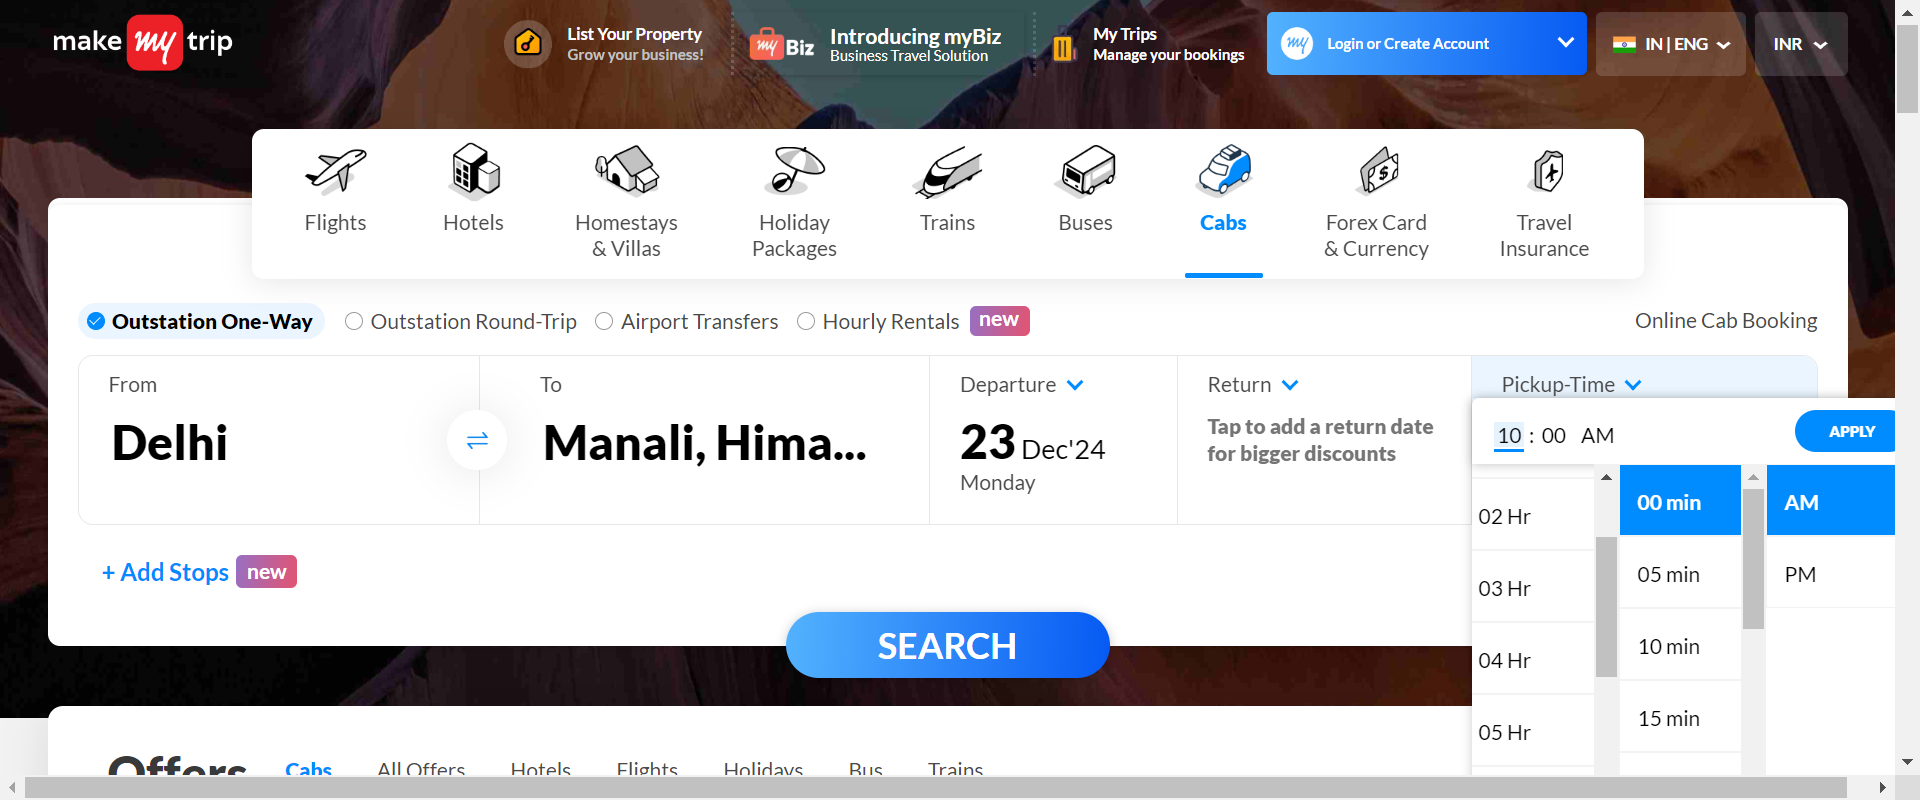 make my trip
List Your Property
Grow your business!
my Biz
Introducing myBiz
Business Travel Solution
My Trips
Manage your bookings
my
Login or Create Account
IN | ENG
INR
Flights
Hotels
Homestays
& Villas
Holiday
Packages
Trains
Buses
Cabs
Forex Card
& Currency
Travel
Insurance
Outstation One-Way
Outstation Round-Trip
Airport Transfers
Hourly Rentals
new
Online Cab Booking
From
Delhi
To
Manali, Hima...
Departure
23 Dec'24
Monday
Return
Tap to add a return date
for bigger discounts
Pickup-Time
10 : 00 AM
APPLY
02 Hr
03 Hr
04 Hr
05 Hr
00 min
05 min
10 min
15 min
AM
PM
+ Add Stops
new
SEARCH
Offers
Cabs
All Offers
Hotels
Flights
Holidays
Bus
Trains